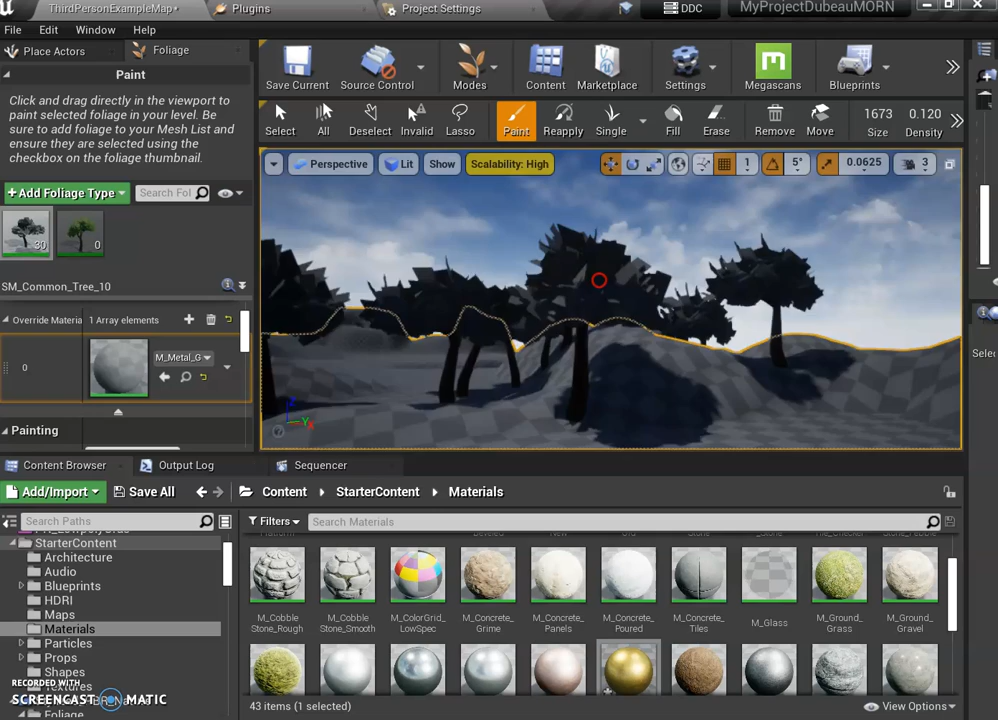 ThirdPersonExampleMap*
Plugins
Project Settings
DDC
MyProjectDubeauMORN
File
Edit
Window
Help
Place Actors
Foliage
Save Current
Source Control
Modes
Content
Marketplace
Settings
Megascans
Blueprints
Paint
Click and drag directly in the viewport to
paint selected foliage in your level. Be
sure to add foliage to your Mesh List and
ensure they are selected using the
checkbox on the foliage thumbnail.
Select
All
Deselect
Invalid
Lasso
Paint
Reapply
Single
Fill
Erase
Remove
Move
1673
Size
0.120
Density
+Add Foliage Type
Search Fol
30
0
Perspective
Lit
Show
Scalability: High
1
5°
0.0625
3
SM_Common_Tree_10
Override Materia
1 Array elements
0
M_Metal_G
Painting
Selec
Content Browser
Output Log
Sequencer
Add/Import
Save All
Content
StarterContent
Materials
Search Paths
Filters
Search Materials
StarterContent
Architecture
Audio
Blueprints
HDRI
Maps
Materials
Particles
Props
Shapes
Textures
Foliage
M_Cobble
Stone_Rough
M_Cobble
Stone_Smooth
M_ColorGrid_
LowSpec
M_Concrete_
Grime
M_Concrete_
Panels
M_Concrete_
Poured
M_Concrete_
Tiles
M_Glass
M_Ground_
Grass
M_Ground_
Gravel
RECORDED WITH
SCREENCAST MATIC
43 items (1 selected)
View Options